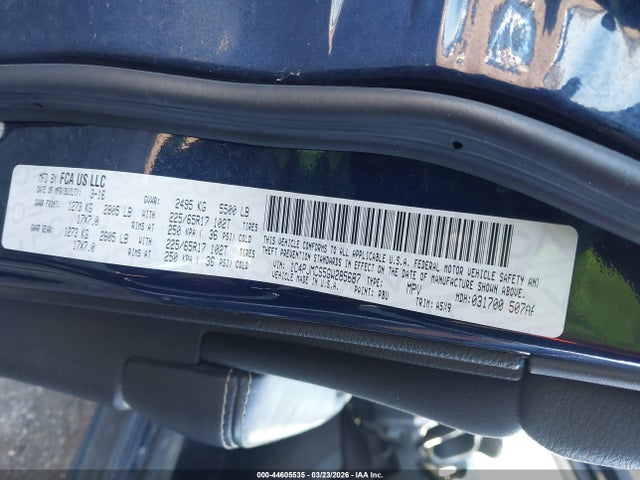 MFD BY FCA US LLC
DATE OF MFR(BUILT): 3-16 GVWR: 2495 KG 5500 LB
GAWR FRONT: 1273 KG 2805 LB WITH 225/65R17 102T TIRES
17X7.0 RIMS AT 250 KPA ( 36 PSI) COLD
GAWR REAR: 1273 KG 2805 LB WITH 225/65R17 102T TIRES
17X7.0 RIMS AT 250 KPA ( 36 PSI) COLD
THIS VEHICLE CONFORMS TO ALL APPLICABLE U.S.A. FEDERAL MOTOR VEHICLE SAFETY AND
THEFT PREVENTION STANDARDS IN EFFECT ON THE DATE OF MANUFACTURE SHOWN ABOVE.
VIN: TYPE: MPV MDH: 031700 507AF
MADE IN U.S.A. PAINT: PBU TRIM: A5X9
000-44605535 - 03/23/2026 - IAA Inc.